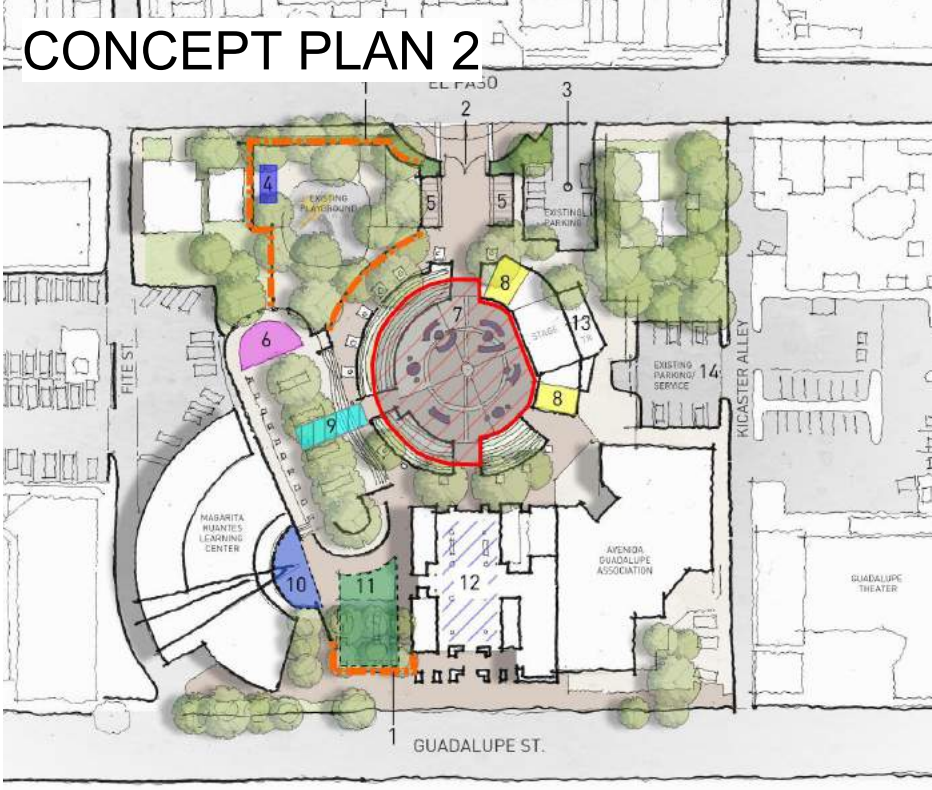 CONCEPT PLAN 2
EL PASO
1
2
3
4
EXISTING
PLAYGROUND
5
5
EXISTING
PARKING
8
7
STAGE
13
6
EXISTING
PARKING/
SERVICE
14
8
9
FITE ST.
KICASTER ALLEY
MAGARITA
HUANTES
LEARNING
CENTER
AVENIDA
GUADALUPE
ASSOCIATION
10
11
12
GUADALUPE
THEATER
1
GUADALUPE ST.